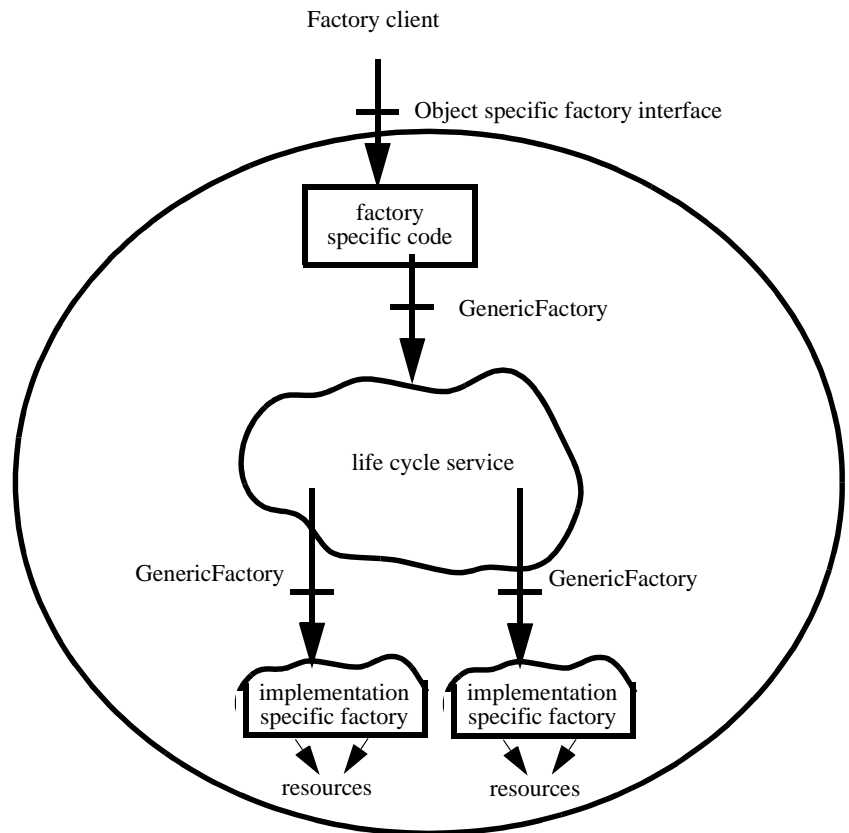 Factory client
Object specific factory interface
factory
specific code
GenericFactory
life cycle service
GenericFactory
GenericFactory
implementation
specific factory
implementation
specific factory
resources
resources